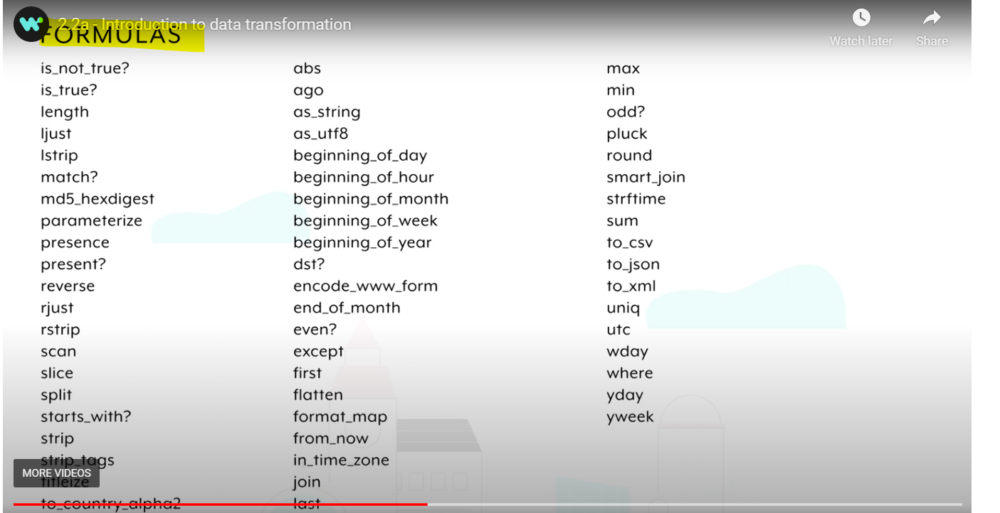 2.2a - Introduction to data transformation
FORMULAS
Watch later
Share
is_not_true?
is_true?
length
ljust
lstrip
match?
md5_hexdigest
parameterize
presence
present?
reverse
rjust
rstrip
scan
slice
split
starts_with?
strip
strip_tags
titleize
to_country_alpha2
abs
ago
as_string
as_utf8
beginning_of_day
beginning_of_hour
beginning_of_month
beginning_of_week
beginning_of_year
dst?
encode_www_form
end_of_month
even?
except
first
flatten
format_map
from_now
in_time_zone
join
last
max
min
odd?
pluck
round
smart_join
strftime
sum
to_csv
to_json
to_xml
uniq
utc
wday
where
yday
yweek
MORE VIDEOS